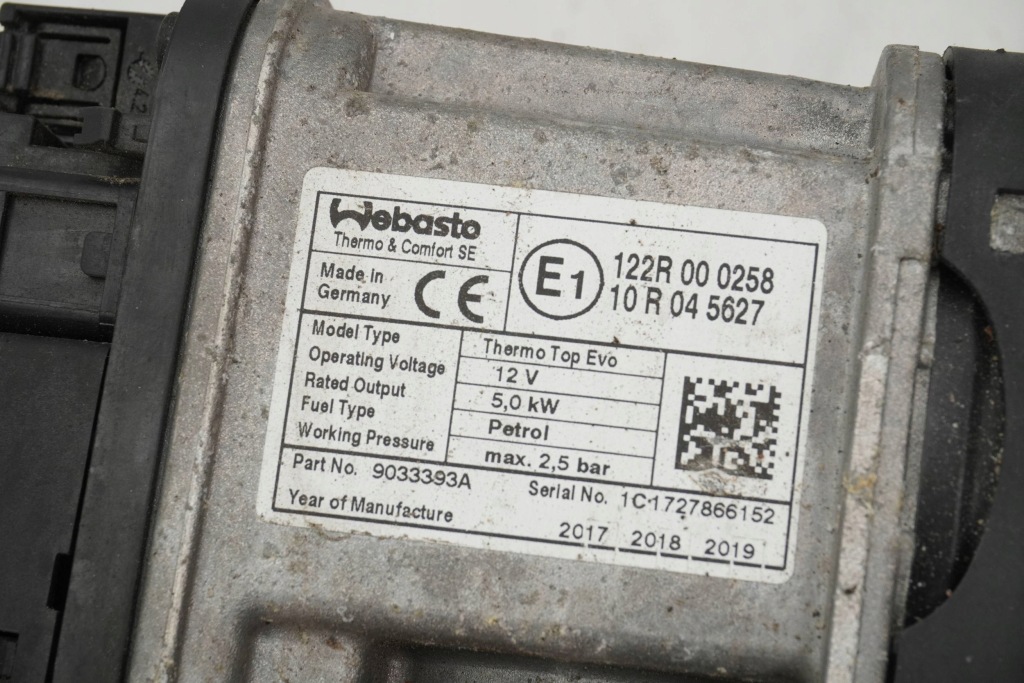 Webasto
Thermo & Comfort SE
Made in
Germany
CE
E1
122R 00 0258
10 R 04 5627
Model Type Thermo Top Evo
Operating Voltage 12 V
Rated Output 5,0 kW
Fuel Type Petrol
Working Pressure max. 2,5 bar
Part No. 9033393A Serial No. 1C1727866152
Year of Manufacture 2017 2018 2019